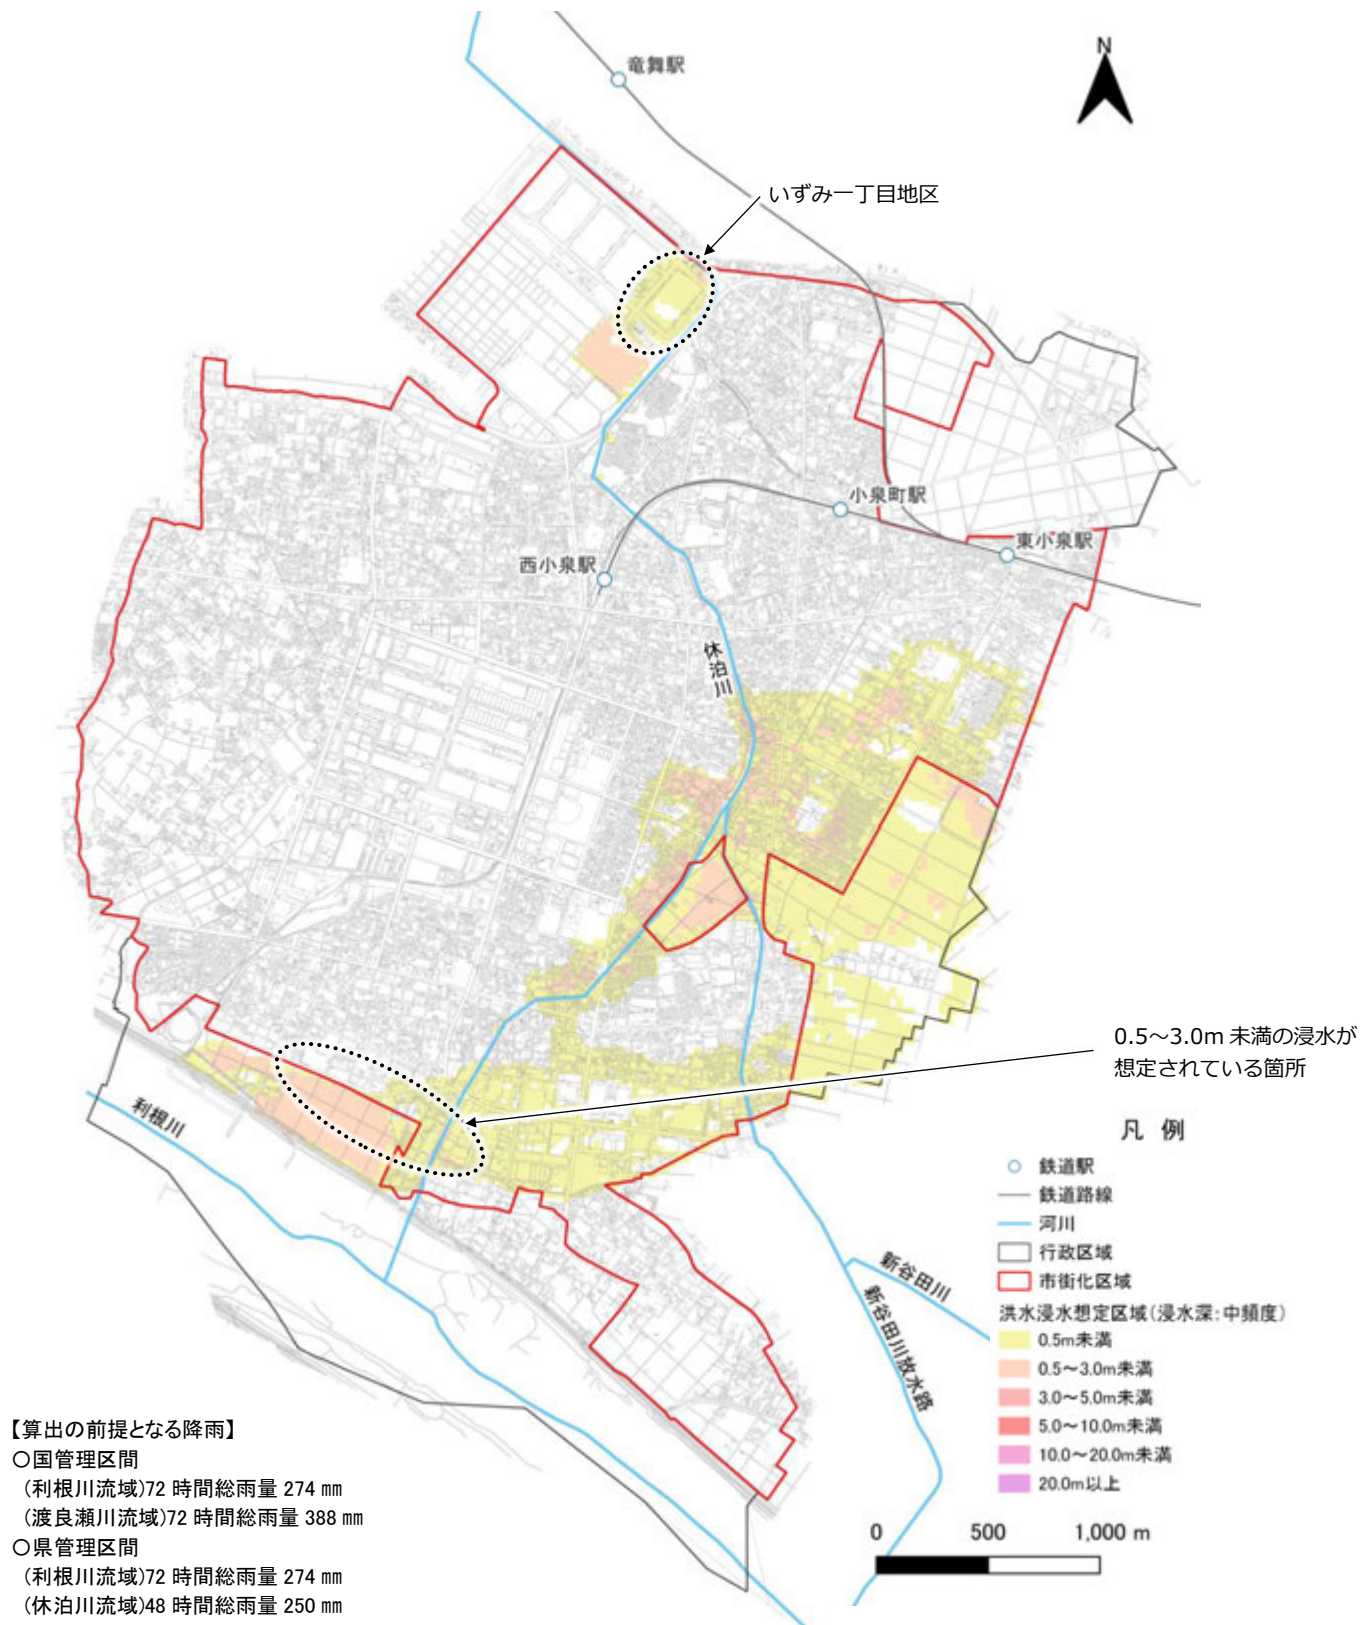 N
竜舞駅
いずみ一丁目地区
小泉町駅
東小泉駅
西小泉駅
休泊川
0.5～3.0m 未満の浸水が
想定されている箇所
利根川
新谷田川
新谷田川放水路
凡 例
鉄道駅
鉄道路線
河川
行政区域
市街化区域
洪水浸水想定区域(浸水深:中頻度)
0.5m未満
0.5～3.0m未満
3.0～5.0m未満
5.0～10.0m未満
10.0～20.0m未満
20.0m以上
0 500 1,000 m
【算出の前提となる降雨】
○国管理区間
(利根川流域)72 時間総雨量 274 ㎜
(渡良瀬川流域)72 時間総雨量 388 ㎜
○県管理区間
(利根川流域)72 時間総雨量 274 ㎜
(休泊川流域)48 時間総雨量 250 ㎜